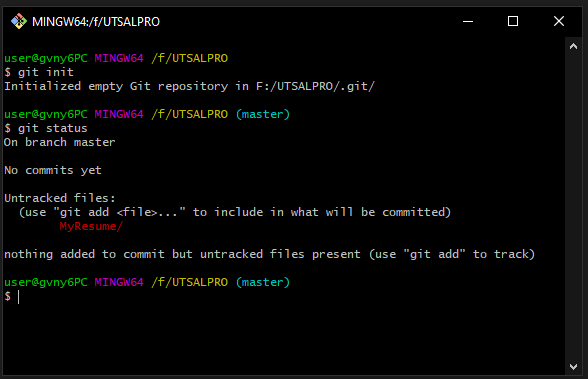 MINGW64:/f/UTSALPRO
user@gvny6PC MINGW64 /f/UTSALPRO
$ git init
Initialized empty Git repository in F:/UTSALPRO/.git/
user@gvny6PC MINGW64 /f/UTSALPRO (master)
$ git status
On branch master
No commits yet
Untracked files:
(use "git add <file>..." to include in what will be committed)
MyResume/
nothing added to commit but untracked files present (use "git add" to track)
user@gvny6PC MINGW64 /f/UTSALPRO (master)
$